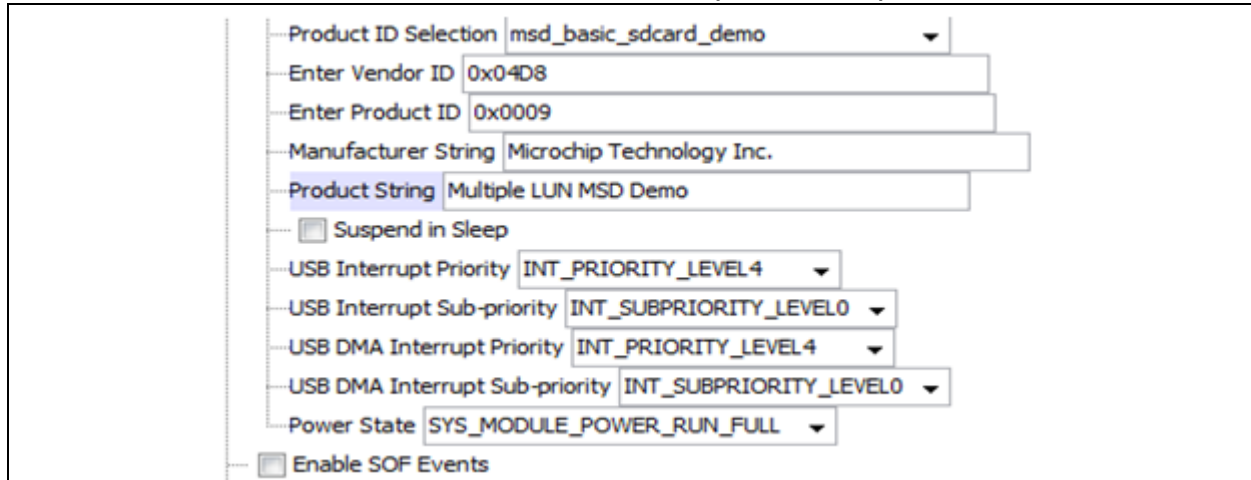 Product ID Selection msd_basic_sdcard_demo
Enter Vendor ID 0x04D8
Enter Product ID 0x0009
Manufacturer String Microchip Technology Inc.
Product String Multiple LUN MSD Demo
Suspend in Sleep
USB Interrupt Priority INT_PRIORITY_LEVEL4
USB Interrupt Sub-priority INT_SUBPRIORITY_LEVEL0
USB DMA Interrupt Priority INT_PRIORITY_LEVEL4
USB DMA Interrupt Sub-priority INT_SUBPRIORITY_LEVEL0
Power State SYS_MODULE_POWER_RUN_FULL
Enable SOF Events